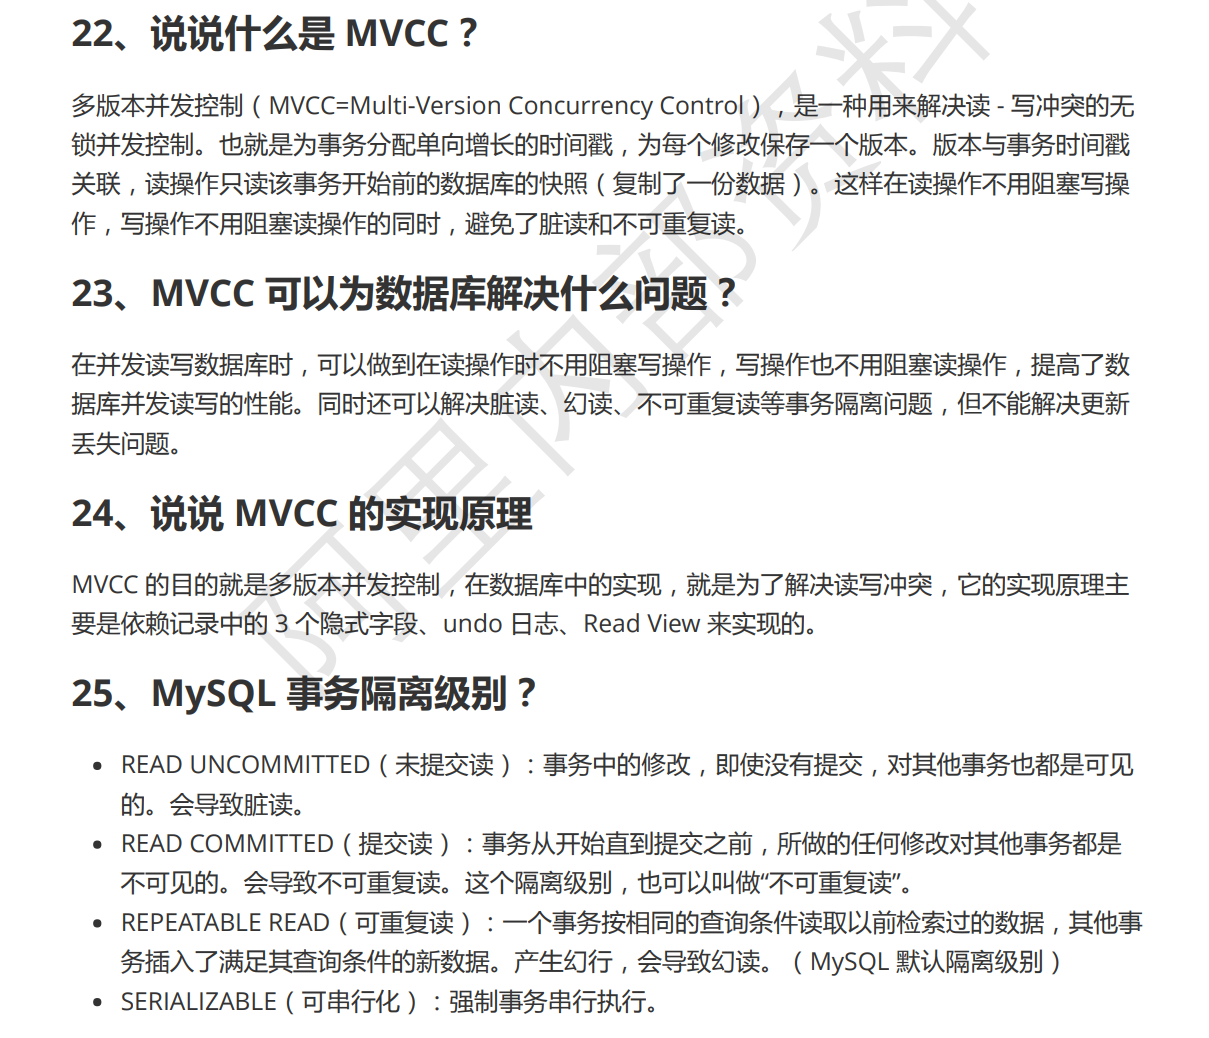 22、说说什么是 MVCC？
多版本并发控制（MVCC=Multi-Version Concurrency Control），是一种用来解决读 - 写冲突的无
锁并发控制。也就是为事务分配单向增长的时间戳，为每个修改保存一个版本。版本与事务时间戳
关联，读操作只读该事务开始前的数据库的快照（复制了一份数据）。这样在读操作不用阻塞写操
作，写操作不用阻塞读操作的同时，避免了脏读和不可重复读。
23、MVCC 可以为数据库解决什么问题？
在并发读写数据库时，可以做到在读操作时不用阻塞写操作，写操作也不用阻塞读操作，提高了数
据库并发读写的性能。同时还可以解决脏读、幻读、不可重复读等事务隔离问题，但不能解决更新
丢失问题。
24、说说 MVCC 的实现原理
MVCC 的目的就是多版本并发控制，在数据库中的实现，就是为了解决读写冲突，它的实现原理主
要是依赖记录中的 3 个隐式字段、undo 日志、Read View 来实现的。
25、MySQL 事务隔离级别？
• READ UNCOMMITTED（未提交读）：事务中的修改，即使没有提交，对其他事务也都是可见
的。会导致脏读。
• READ COMMITTED（提交读）：事务从开始直到提交之前，所做的任何修改对其他事务都是
不可见的。会导致不可重复读。这个隔离级别，也可以叫做“不可重复读”。
• REPEATABLE READ（可重复读）：一个事务按相同的查询条件读取以前检索过的数据，其他事
务插入了满足其查询条件的新数据。产生幻行，会导致幻读。（MySQL 默认隔离级别）
• SERIALIZABLE（可串行化）：强制事务串行执行。
阿里内部资料